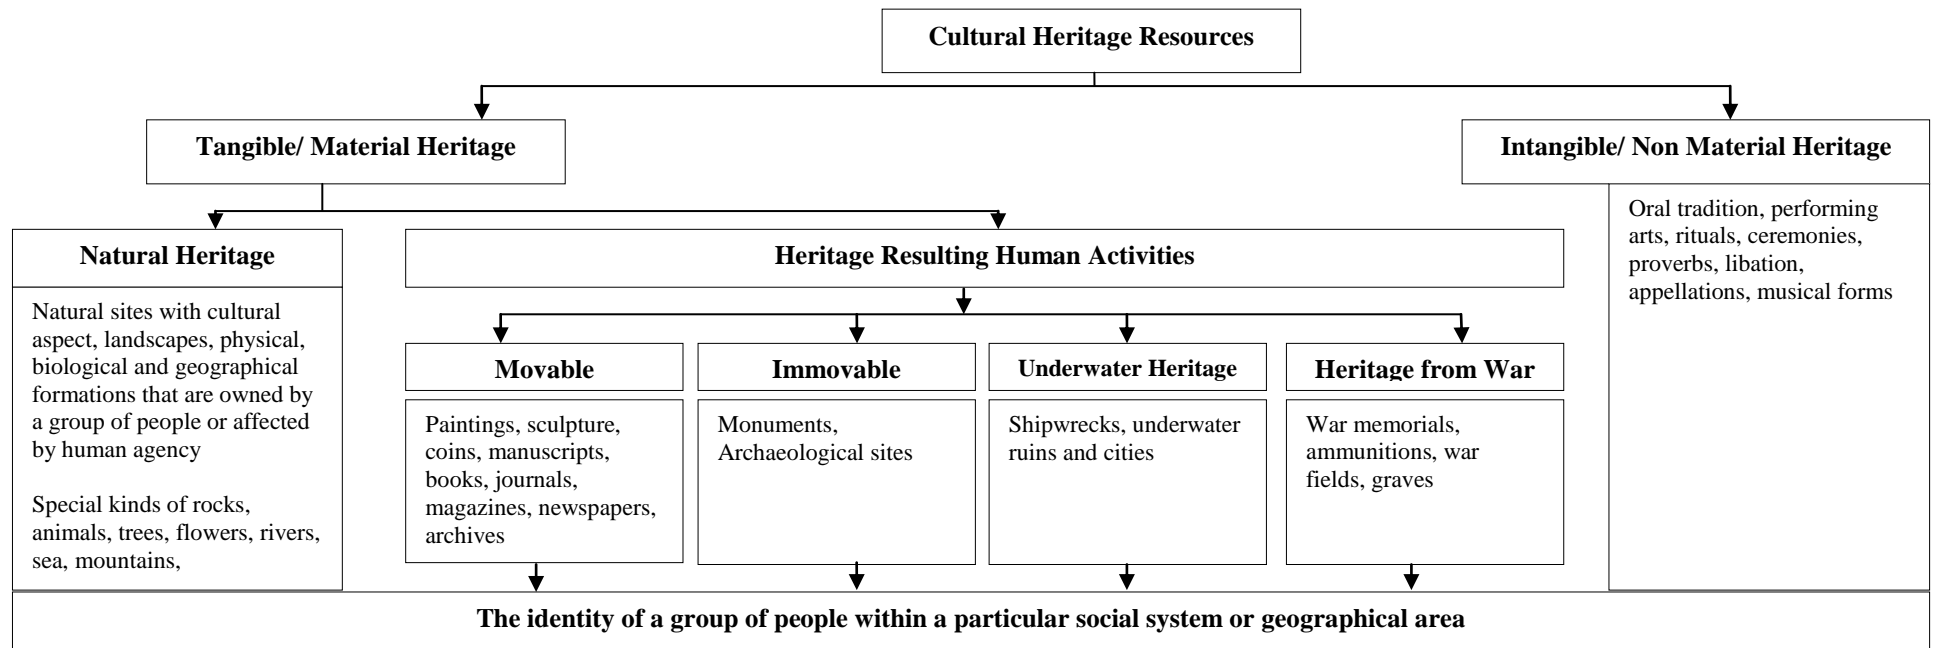 Cultural Heritage Resources
Tangible/ Material Heritage
Intangible/ Non Material Heritage
Natural Heritage
Natural sites with cultural
aspect, landscapes, physical,
biological and geographical
formations that are owned by
a group of people or affected
by human agency
Special kinds of rocks,
animals, trees, flowers, rivers,
sea, mountains,
Heritage Resulting Human Activities
Movable
Paintings, sculpture,
coins, manuscripts,
books, journals,
magazines, newspapers,
archives
Immovable
Monuments,
Archaeological sites
Underwater Heritage
Shipwrecks, underwater
ruins and cities
Heritage from War
War memorials,
ammunitions, war
fields, graves
Oral tradition, performing
arts, rituals, ceremonies,
proverbs, libation,
appellations, musical forms
The identity of a group of people within a particular social system or geographical area